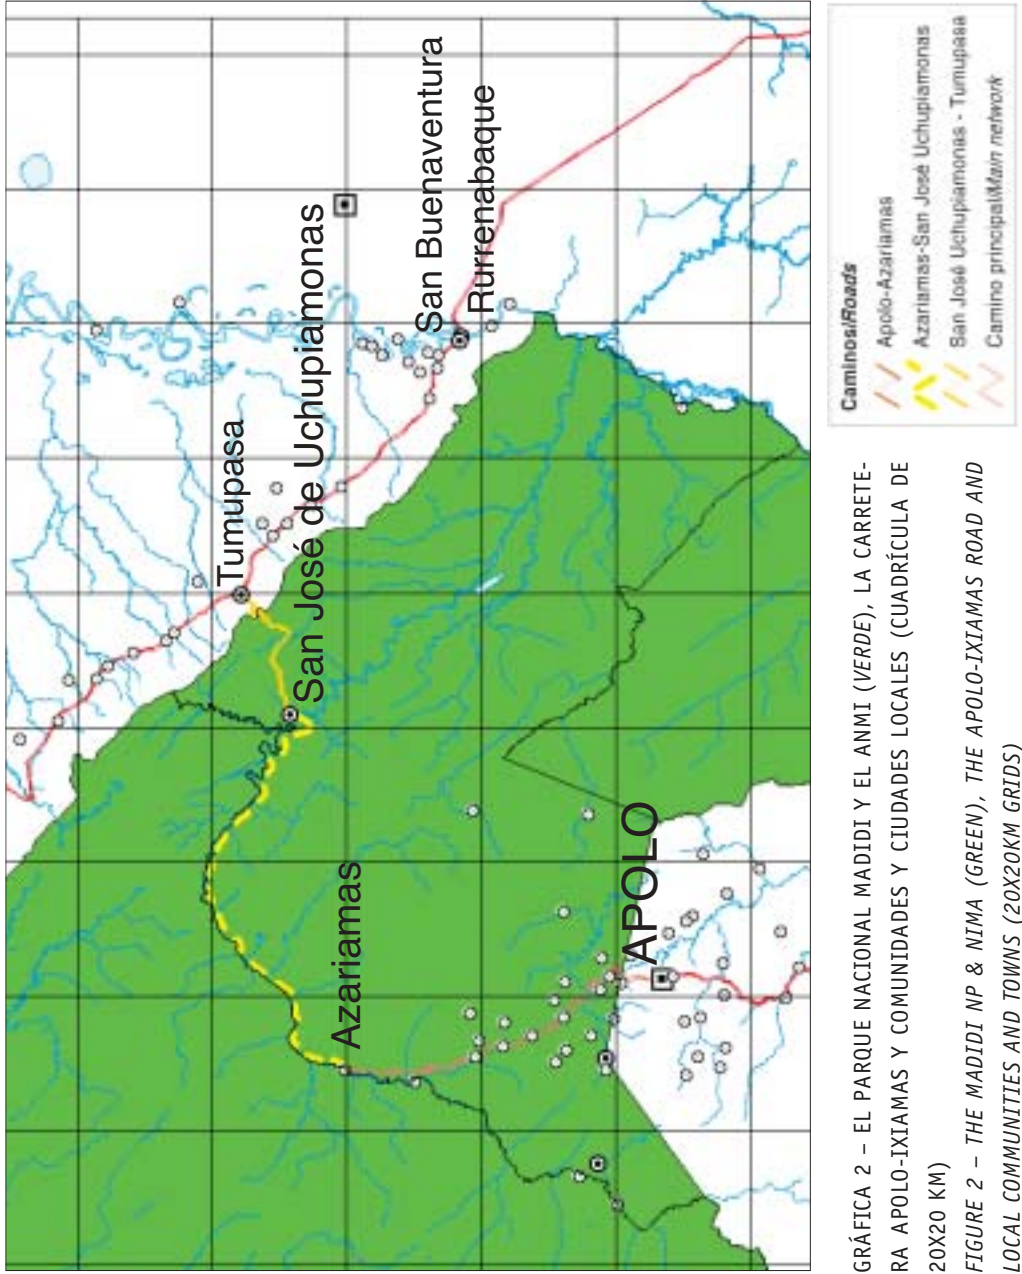 San Buenaventura
Rurrenabaque
San José de Uchupiamonas
Tumupasa
Azariamas
APOLO
Caminos/Roads
Apolo-Azariamas
Azariamas-San José Uchupiamonas
San José Uchupiamonas - Tumupasa
Camino principal/Main network
GRÁFICA 2 – EL PARQUE NACIONAL MADIDI Y EL ANMI (VERDE), LA CARRETE-
RA APOLO-IXIAMAS Y COMUNIDADES Y CIUDADES LOCALES (CUADRÍCULA DE
20X20 KM)
FIGURE 2 – THE MADIDI NP & NIMA (GREEN), THE APOLO-IXIAMAS ROAD AND
LOCAL COMMUNITIES AND TOWNS (20X20KM GRIDS)